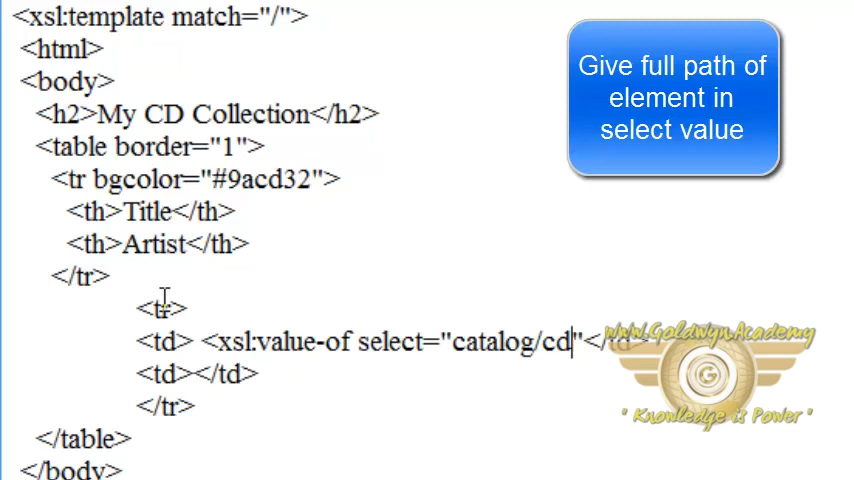 <xsl:template match="/">
<html>
<body>
<h2>My CD Collection</h2>
<table border="1">
<tr bgcolor="#9acd32">
<th>Title</th>
<th>Artist</th>
</tr>
<tr>
<td> <xsl:value-of select="catalog/cd"</td>
<td></td>
</tr>
</table>
</body>
Give full path of
element in
select value
www.Goldwyn.Academy
G
" Knowledge is Power "